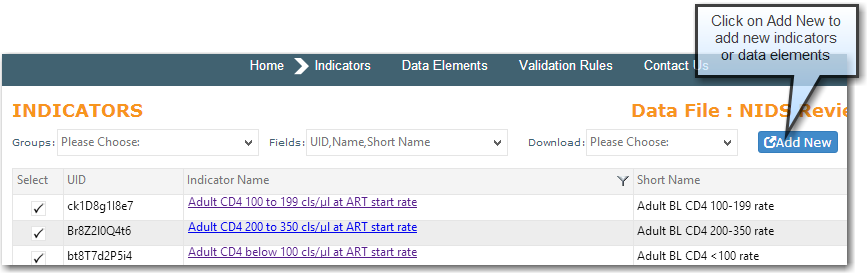 Click on Add New to
add new indicators
or data elements
Home Indicators Data Elements Validation Rules Contact Us
INDICATORS Data File : NIDS Revie
Groups: Please Choose: Fields: UID,Name,Short Name Download: Please Choose: Add New
Select UID Indicator Name Short Name
ck1D8g1l8e7 Adult CD4 100 to 199 cls/µl at ART start rate Adult BL CD4 100-199 rate
Br8Z2I0Q4t6 Adult CD4 200 to 350 cls/µl at ART start rate Adult BL CD4 200-350 rate
bt8T7d2P5i4 Adult CD4 below 100 cls/µl at ART start rate Adult BL CD4 <100 rate